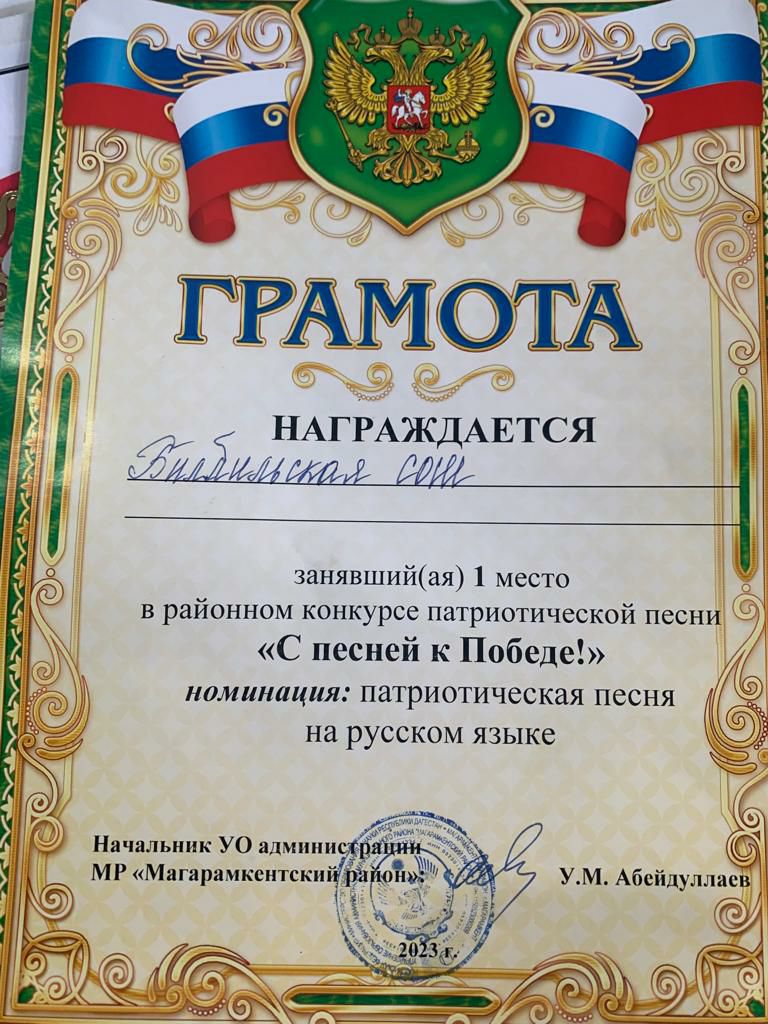 ГРАМОТА
НАГРАЖДАЕТСЯ
Билбильская СОШ
занявший(ая) 1 место
в районном конкурсе патриотической песни
«С песней к Победе!»
номинация: патриотическая песня
на русском языке
Начальник УО администрации
МР «Магарамкентский район»:
У.М. Абейдуллаев
2023 г.